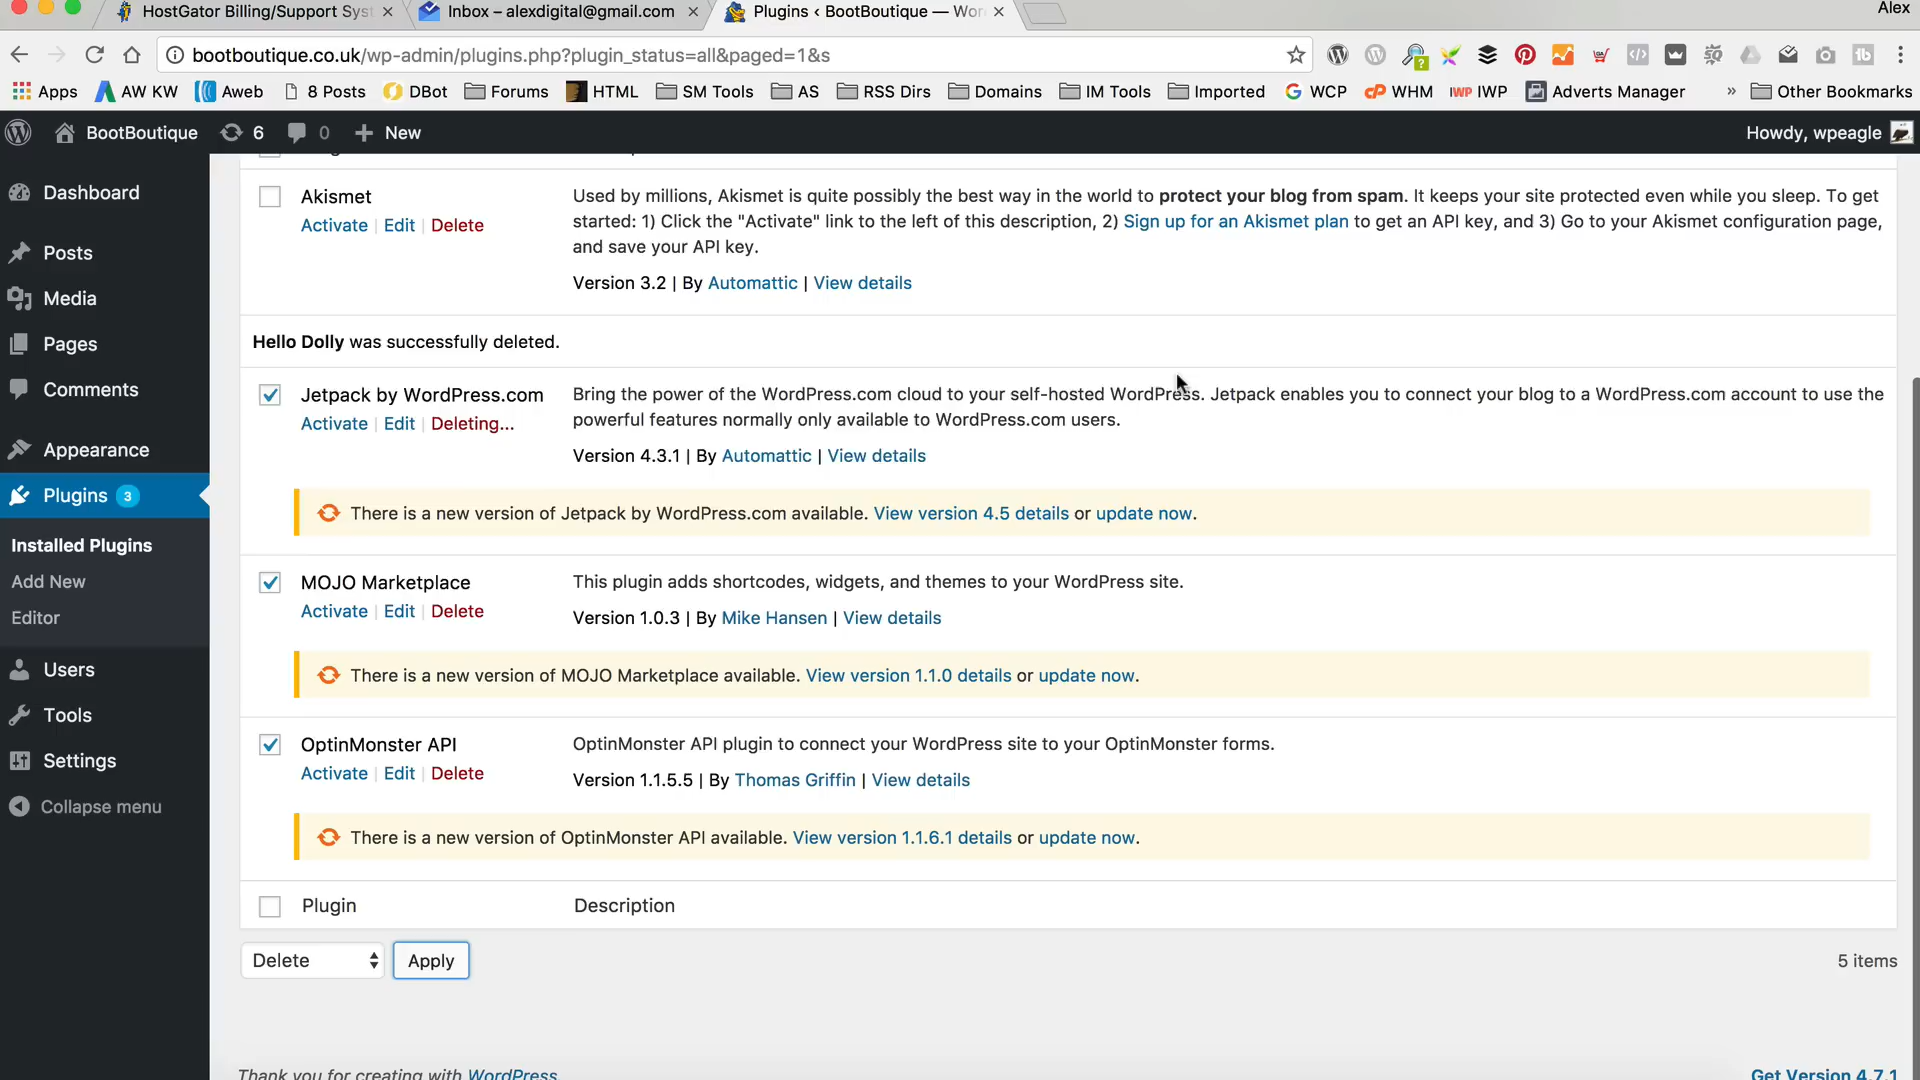 HostGator Billing/Support Syst
Inbox – alexdigital@gmail.com
Plugins ‹ BootBoutique — Wor
Alex
bootboutique.co.uk/wp-admin/plugins.php?plugin_status=all&paged=1&s
Apps
AW KW
Aweb
8 Posts
DBot
Forums
HTML
SM Tools
AS
RSS Dirs
Domains
IM Tools
Imported
WCP
WHM
IWP
Adverts Manager
»
Other Bookmarks
BootBoutique
6
0
New
Howdy, wpeagle
Dashboard
Posts
Media
Pages
Comments
Appearance
Plugins 3
Installed Plugins
Add New
Editor
Users
Tools
Settings
Collapse menu
Akismet
Activate | Edit | Delete
Used by millions, Akismet is quite possibly the best way in the world to protect your blog from spam. It keeps your site protected even while you sleep. To get
started: 1) Click the "Activate" link to the left of this description, 2) Sign up for an Akismet plan to get an API key, and 3) Go to your Akismet configuration page,
and save your API key.
Version 3.2 | By Automattic | View details
Hello Dolly was successfully deleted.
Jetpack by WordPress.com
Activate | Edit | Deleting...
Bring the power of the WordPress.com cloud to your self-hosted WordPress. Jetpack enables you to connect your blog to a WordPress.com account to use the
powerful features normally only available to WordPress.com users.
Version 4.3.1 | By Automattic | View details
There is a new version of Jetpack by WordPress.com available. View version 4.5 details or update now.
MOJO Marketplace
Activate | Edit | Delete
This plugin adds shortcodes, widgets, and themes to your WordPress site.
Version 1.0.3 | By Mike Hansen | View details
There is a new version of MOJO Marketplace available. View version 1.1.0 details or update now.
OptinMonster API
Activate | Edit | Delete
OptinMonster API plugin to connect your WordPress site to your OptinMonster forms.
Version 1.1.5.5 | By Thomas Griffin | View details
There is a new version of OptinMonster API available. View version 1.1.6.1 details or update now.
Plugin
Description
Delete
Apply
5 items
Thank you for creating with WordPress
Get Version 4.7.1